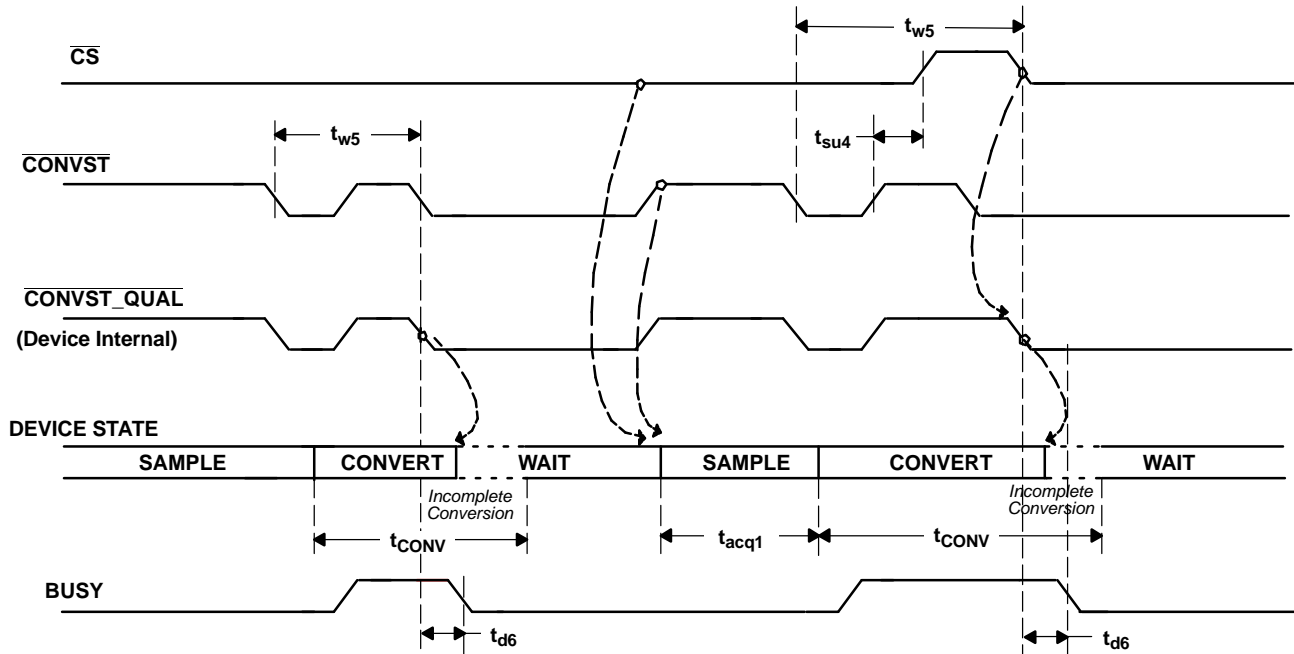 CS
tw5
tw5
tsu4
CONVST
CONVST_QUAL
(Device Internal)
DEVICE STATE
SAMPLE CONVERT WAIT SAMPLE CONVERT WAIT
Incomplete
Conversion
Incomplete
Conversion
tCONV tacq1 tCONV
BUSY
td6 td6